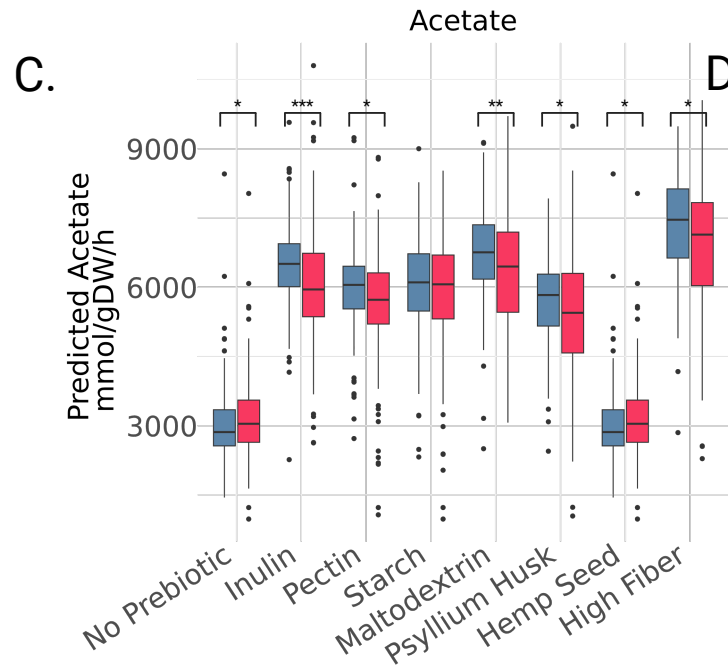 Acetate
C.
D
* *** * ** * * *
9000
6000
3000
Predicted Acetate
mmol/gDW/h
No Prebiotic
Inulin
Pectin
Starch
Maltodextrin
Psyllium Husk
Hemp Seed
High Fiber